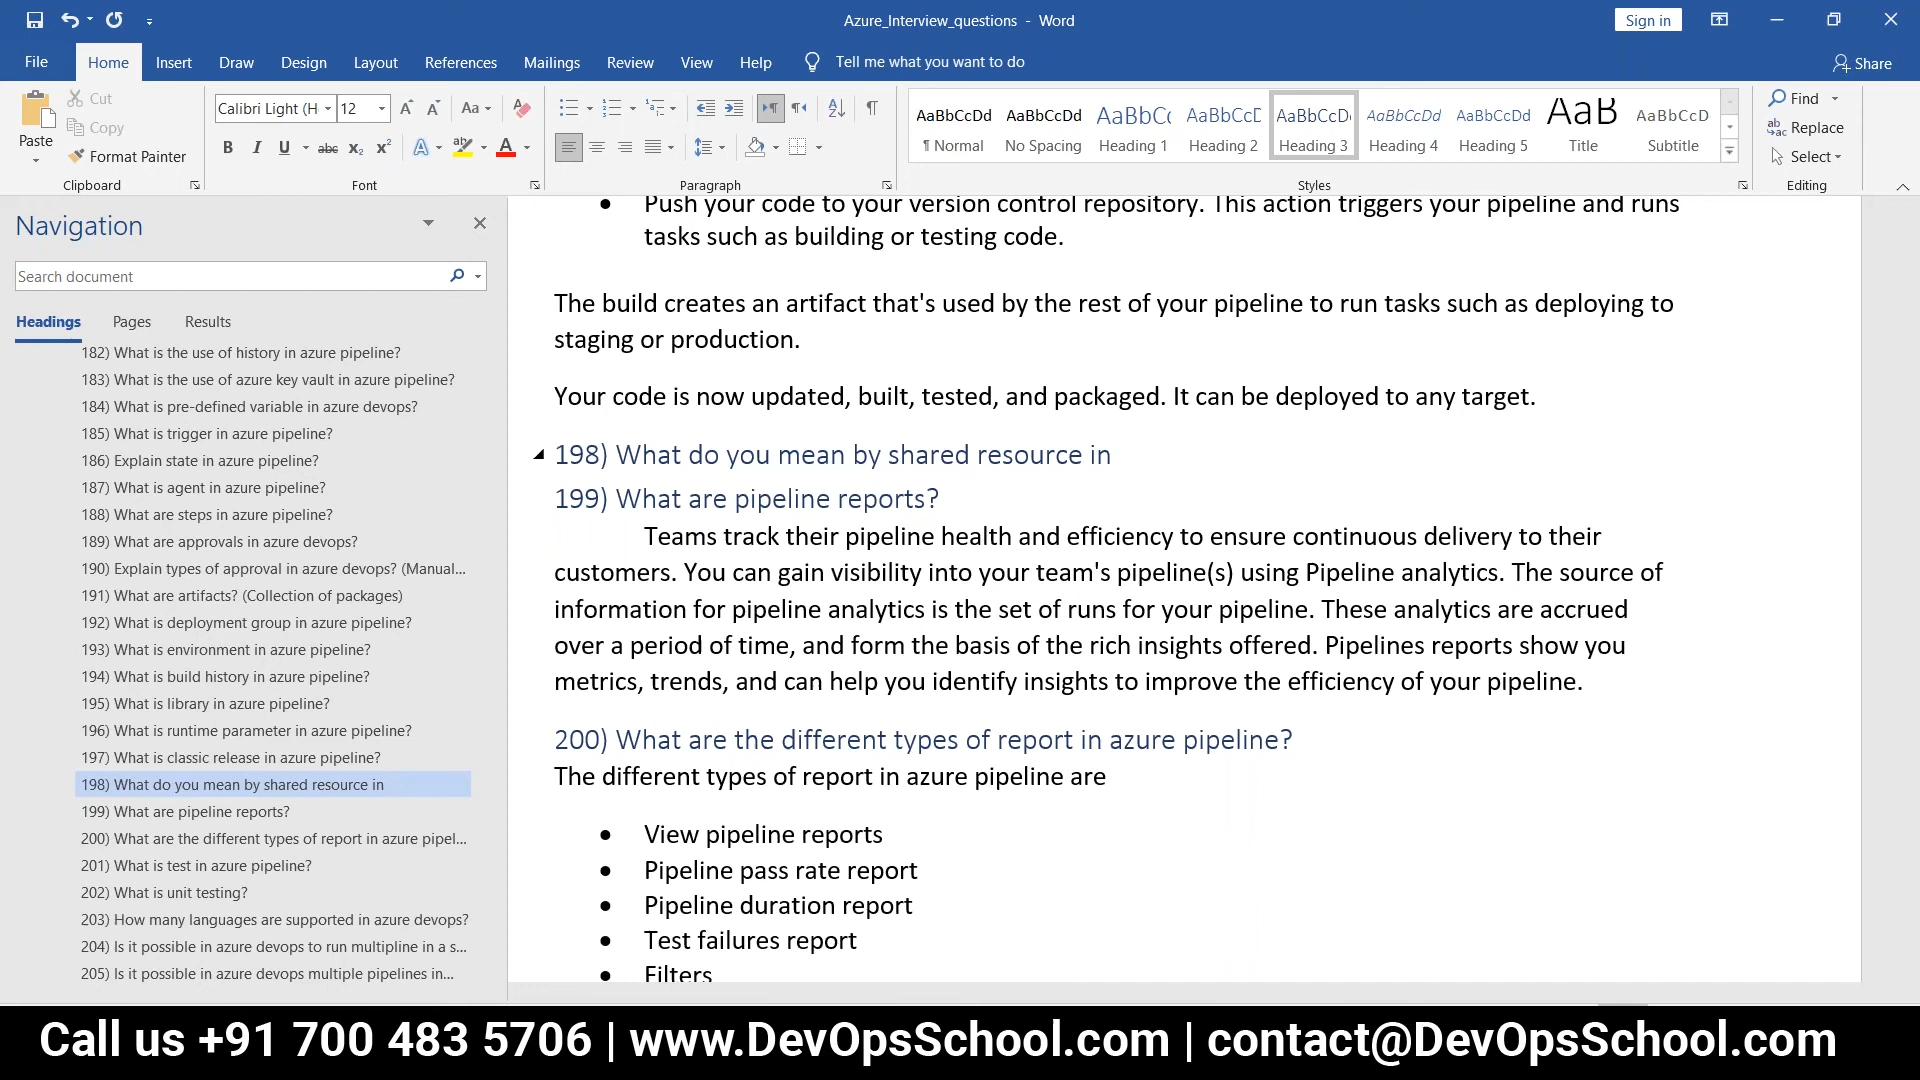 Azure_Interview_questions - Word
Sign in
File Home Insert Draw Design Layout References Mailings Review View Help Tell me what you want to do
Share
Paste
Cut
Copy
Format Painter
Clipboard
Calibri Light (H 12
Font
Paragraph
AaBbCcDd AaBbCcDd AaBbC AaBbCcD AaBbCcD AaBbCcDd AaBbCcDd AaB AaBbCcD
¶ Normal No Spacing Heading 1 Heading 2 Heading 3 Heading 4 Heading 5 Title Subtitle
Styles
Find
Replace
Select
Editing
Navigation
Search document
Headings Pages Results
182) What is the use of history in azure pipeline?
183) What is the use of azure key vault in azure pipeline?
184) What is pre-defined variable in azure devops?
185) What is trigger in azure pipeline?
186) Explain state in azure pipeline?
187) What is agent in azure pipeline?
188) What are steps in azure pipeline?
189) What are approvals in azure devops?
190) Explain types of approval in azure devops? (Manual...
191) What are artifacts? (Collection of packages)
192) What is deployment group in azure pipeline?
193) What is environment in azure pipeline?
194) What is build history in azure pipeline?
195) What is library in azure pipeline?
196) What is runtime parameter in azure pipeline?
197) What is classic release in azure pipeline?
198) What do you mean by shared resource in
199) What are pipeline reports?
200) What are the different types of report in azure pipel...
201) What is test in azure pipeline?
202) What is unit testing?
203) How many languages are supported in azure devops?
204) Is it possible in azure devops to run multipline in a s...
205) Is it possible in azure devops multiple pipelines in...
• Push your code to your version control repository. This action triggers your pipeline and runs
tasks such as building or testing code.
The build creates an artifact that's used by the rest of your pipeline to run tasks such as deploying to
staging or production.
Your code is now updated, built, tested, and packaged. It can be deployed to any target.
198) What do you mean by shared resource in
199) What are pipeline reports?
Teams track their pipeline health and efficiency to ensure continuous delivery to their
customers. You can gain visibility into your team's pipeline(s) using Pipeline analytics. The source of
information for pipeline analytics is the set of runs for your pipeline. These analytics are accrued
over a period of time, and form the basis of the rich insights offered. Pipelines reports show you
metrics, trends, and can help you identify insights to improve the efficiency of your pipeline.
200) What are the different types of report in azure pipeline?
The different types of report in azure pipeline are
• View pipeline reports
• Pipeline pass rate report
• Pipeline duration report
• Test failures report
• Filters
Call us +91 700 483 5706 | www.DevOpsSchool.com | contact@DevOpsSchool.com